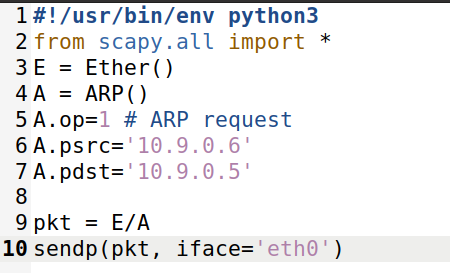 1 #!/usr/bin/env python3
2 from scapy.all import *
3 E = Ether()
4 A = ARP()
5 A.op=1 # ARP request
6 A.psrc='10.9.0.6'
7 A.pdst='10.9.0.5'
8
9 pkt = E/A
10 sendp(pkt, iface='eth0')